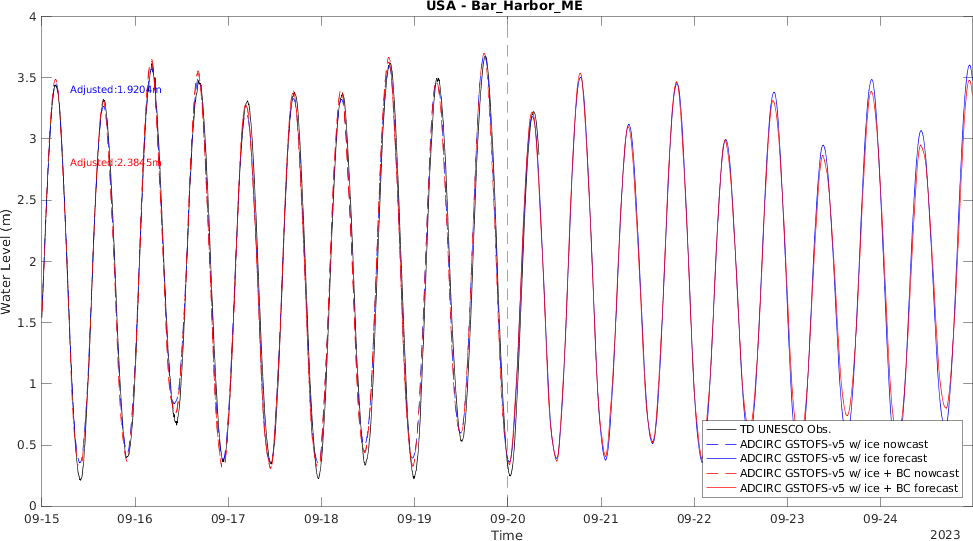 USA - Bar_Harbor_ME
4
3.5
3
2.5
2
1.5
1
0.5
0
Water Level (m)
Adjusted:1.9204m
Adjusted:2.3845m
TD UNESCO Obs.
ADCIRC GSTOFS-v5 w/ ice nowcast
ADCIRC GSTOFS-v5 w/ ice forecast
ADCIRC GSTOFS-v5 w/ ice + BC nowcast
ADCIRC GSTOFS-v5 w/ ice + BC forecast
09-15 09-16 09-17 09-18 09-19 09-20 09-21 09-22 09-23 09-24
Time
2023